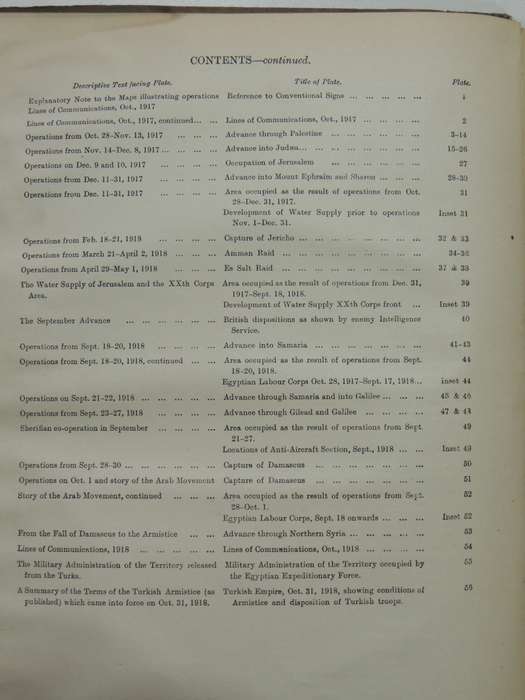 CONTENTS—continued.
Descriptive Text facing Plate. Title of Plate. Plate.
Explanatory Note to the Maps illustrating operations Reference to Conventional Signs ... ... ... ... ... 1
Lines of Communications, Oct., 1917
Lines of Communications, Oct., 1917, continued... ... Lines of Communications, Oct., 1917 ... ... ... ... 2
Operations from Oct. 28–Nov. 13, 1917 ... ... ... Advance through Palestine ... ... ... ... ... ... 3–14
Operations from Nov. 14–Dec. 8, 1917 ... ... ... ... Advance into Judæa... ... ... ... ... ... ... ... 15–26
Operations on Dec. 9 and 10, 1917 ... ... ... ... Occupation of Jerusalem ... ... ... ... ... ... 27
Operations from Dec. 11–31, 1917 ... ... ... ... Advance into Mount Ephraim and Sharon ... ... ... 28–30
Operations from Dec. 11–31, 1917 ... ... ... ... Area occupied as the result of operations from Oct. 31
28–Dec. 31, 1917.
Development of Water Supply prior to operations Inset 31
Nov. 1–Dec. 31.
Operations from Feb. 18–21, 1918 ... ... ... ... Capture of Jericho ... ... ... ... ... ... ... ... 32 & 33
Operations from March 21–April 2, 1918 ... ... ... Amman Raid ... ... ... ... ... ... ... ... ... 34–36
Operations from April 29–May 1, 1918 ... ... ... Es Salt Raid ... ... ... ... ... ... ... ... ... 37 & 38
The Water Supply of Jerusalem and the XXth Corps Area occupied as the result of operations from Dec. 31, 39
Area. 1917–Sept. 18, 1918.
Development of Water Supply XXth Corps front ... Inset 39
The September Advance ... ... ... ... ... ... British dispositions as shown by enemy Intelligence 40
Service.
Operations from Sept. 18–20, 1918 ... ... ... ... Advance into Samaria ... ... ... ... ... ... ... 41–43
Operations from Sept. 18–20, 1918, continued ... ... Area occupied as the result of operations from Sept. 44
18–20, 1918.
Egyptian Labour Corps Oct. 28, 1917–Sept. 17, 1918... inset 44
Operations on Sept. 21–22, 1918 ... ... ... ... ... Advance through Samaria and into Galilee ... ... ... 45 & 46
Operations from Sept. 23–27, 1918 ... ... ... ... Advance through Gilead and Galilee ... ... ... ... 47 & 48
Sherifian co-operation in September ... ... ... ... Area occupied as the result of operations from Sept. 49
21–27.
Locations of Anti-Aircraft Section, Sept., 1918 ... ... Inset 49
Operations from Sept. 28–30 ... ... ... ... ... ... Capture of Damascus ... ... ... ... ... ... ... 50
Operations on Oct. 1 and story of the Arab Movement Capture of Damascus ... ... ... ... ... ... ... 51
Story of the Arab Movement, continued ... ... ... Area occupied as the result of operations from Sept. 52
28–Oct. 1.
Egyptian Labour Corps, Sept. 18 onwards ... ... ... Inset 52
From the Fall of Damascus to the Armistice ... ... Advance through Northern Syria ... ... ... ... ... 53
Lines of Communications, 1918 ... ... ... ... ... Lines of Communications, Oct., 1918 ... ... ... ... 54
The Military Administration of the Territory released Military Administration of the Territory occupied by 55
from the Turks. the Egyptian Expeditionary Force.
A Summary of the Terms of the Turkish Armistice (as Turkish Empire, Oct. 31, 1918, showing conditions of 56
published) which came into force on Oct. 31, 1918. Armistice and disposition of Turkish troops.